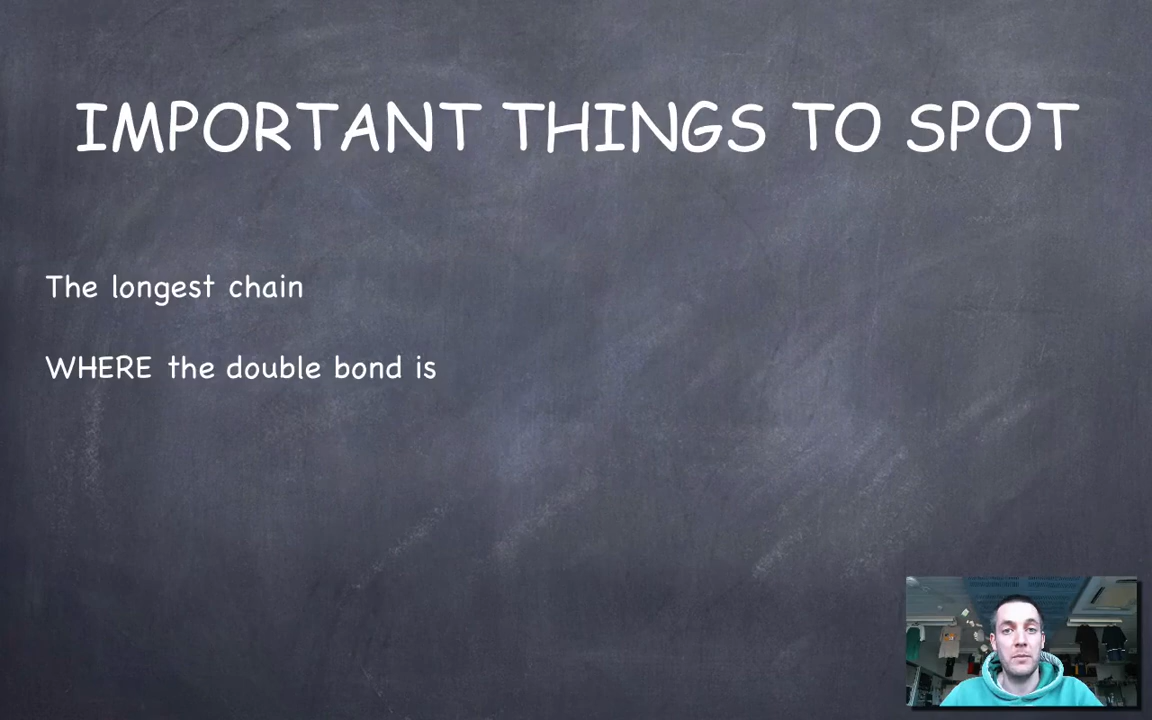 IMPORTANT THINGS TO SPOT
The longest chain
WHERE the double bond is